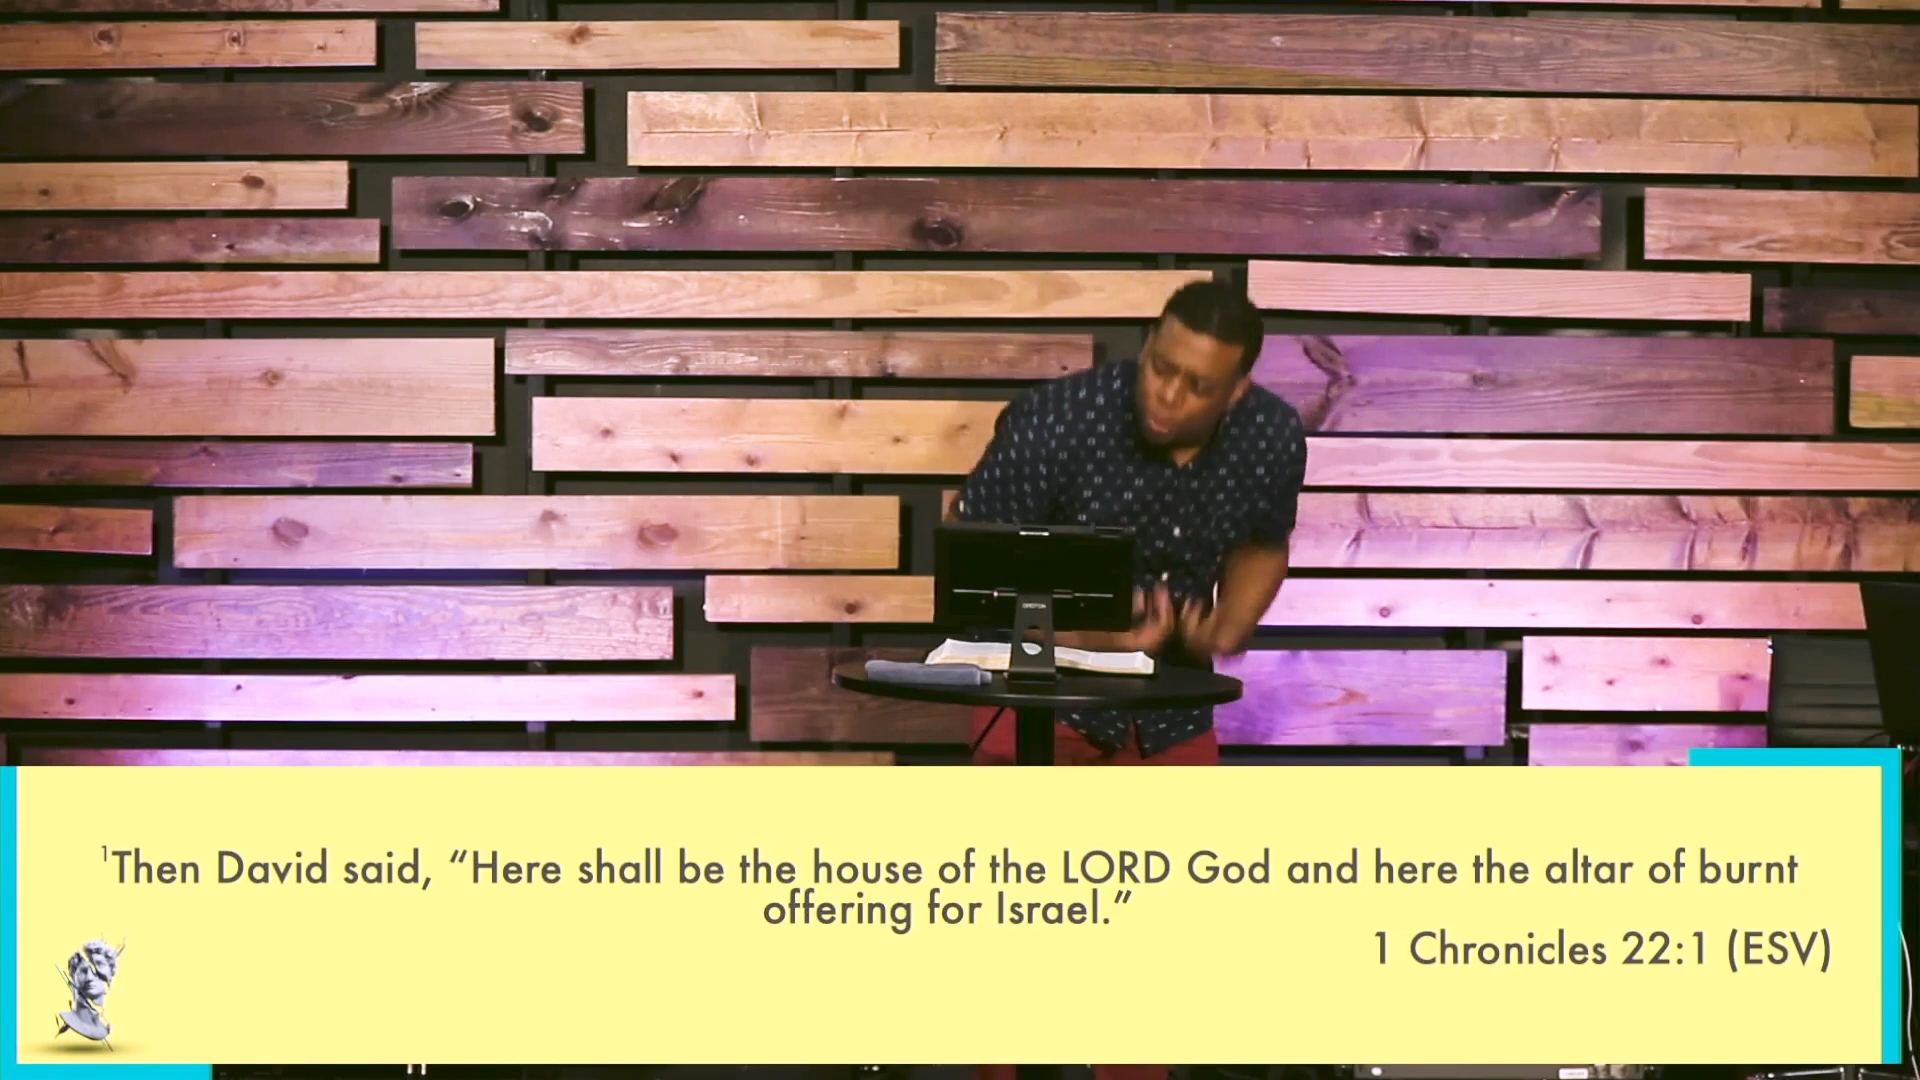 ¹Then David said, “Here shall be the house of the LORD God and here the altar of burnt
offering for Israel.”
1 Chronicles 22:1 (ESV)